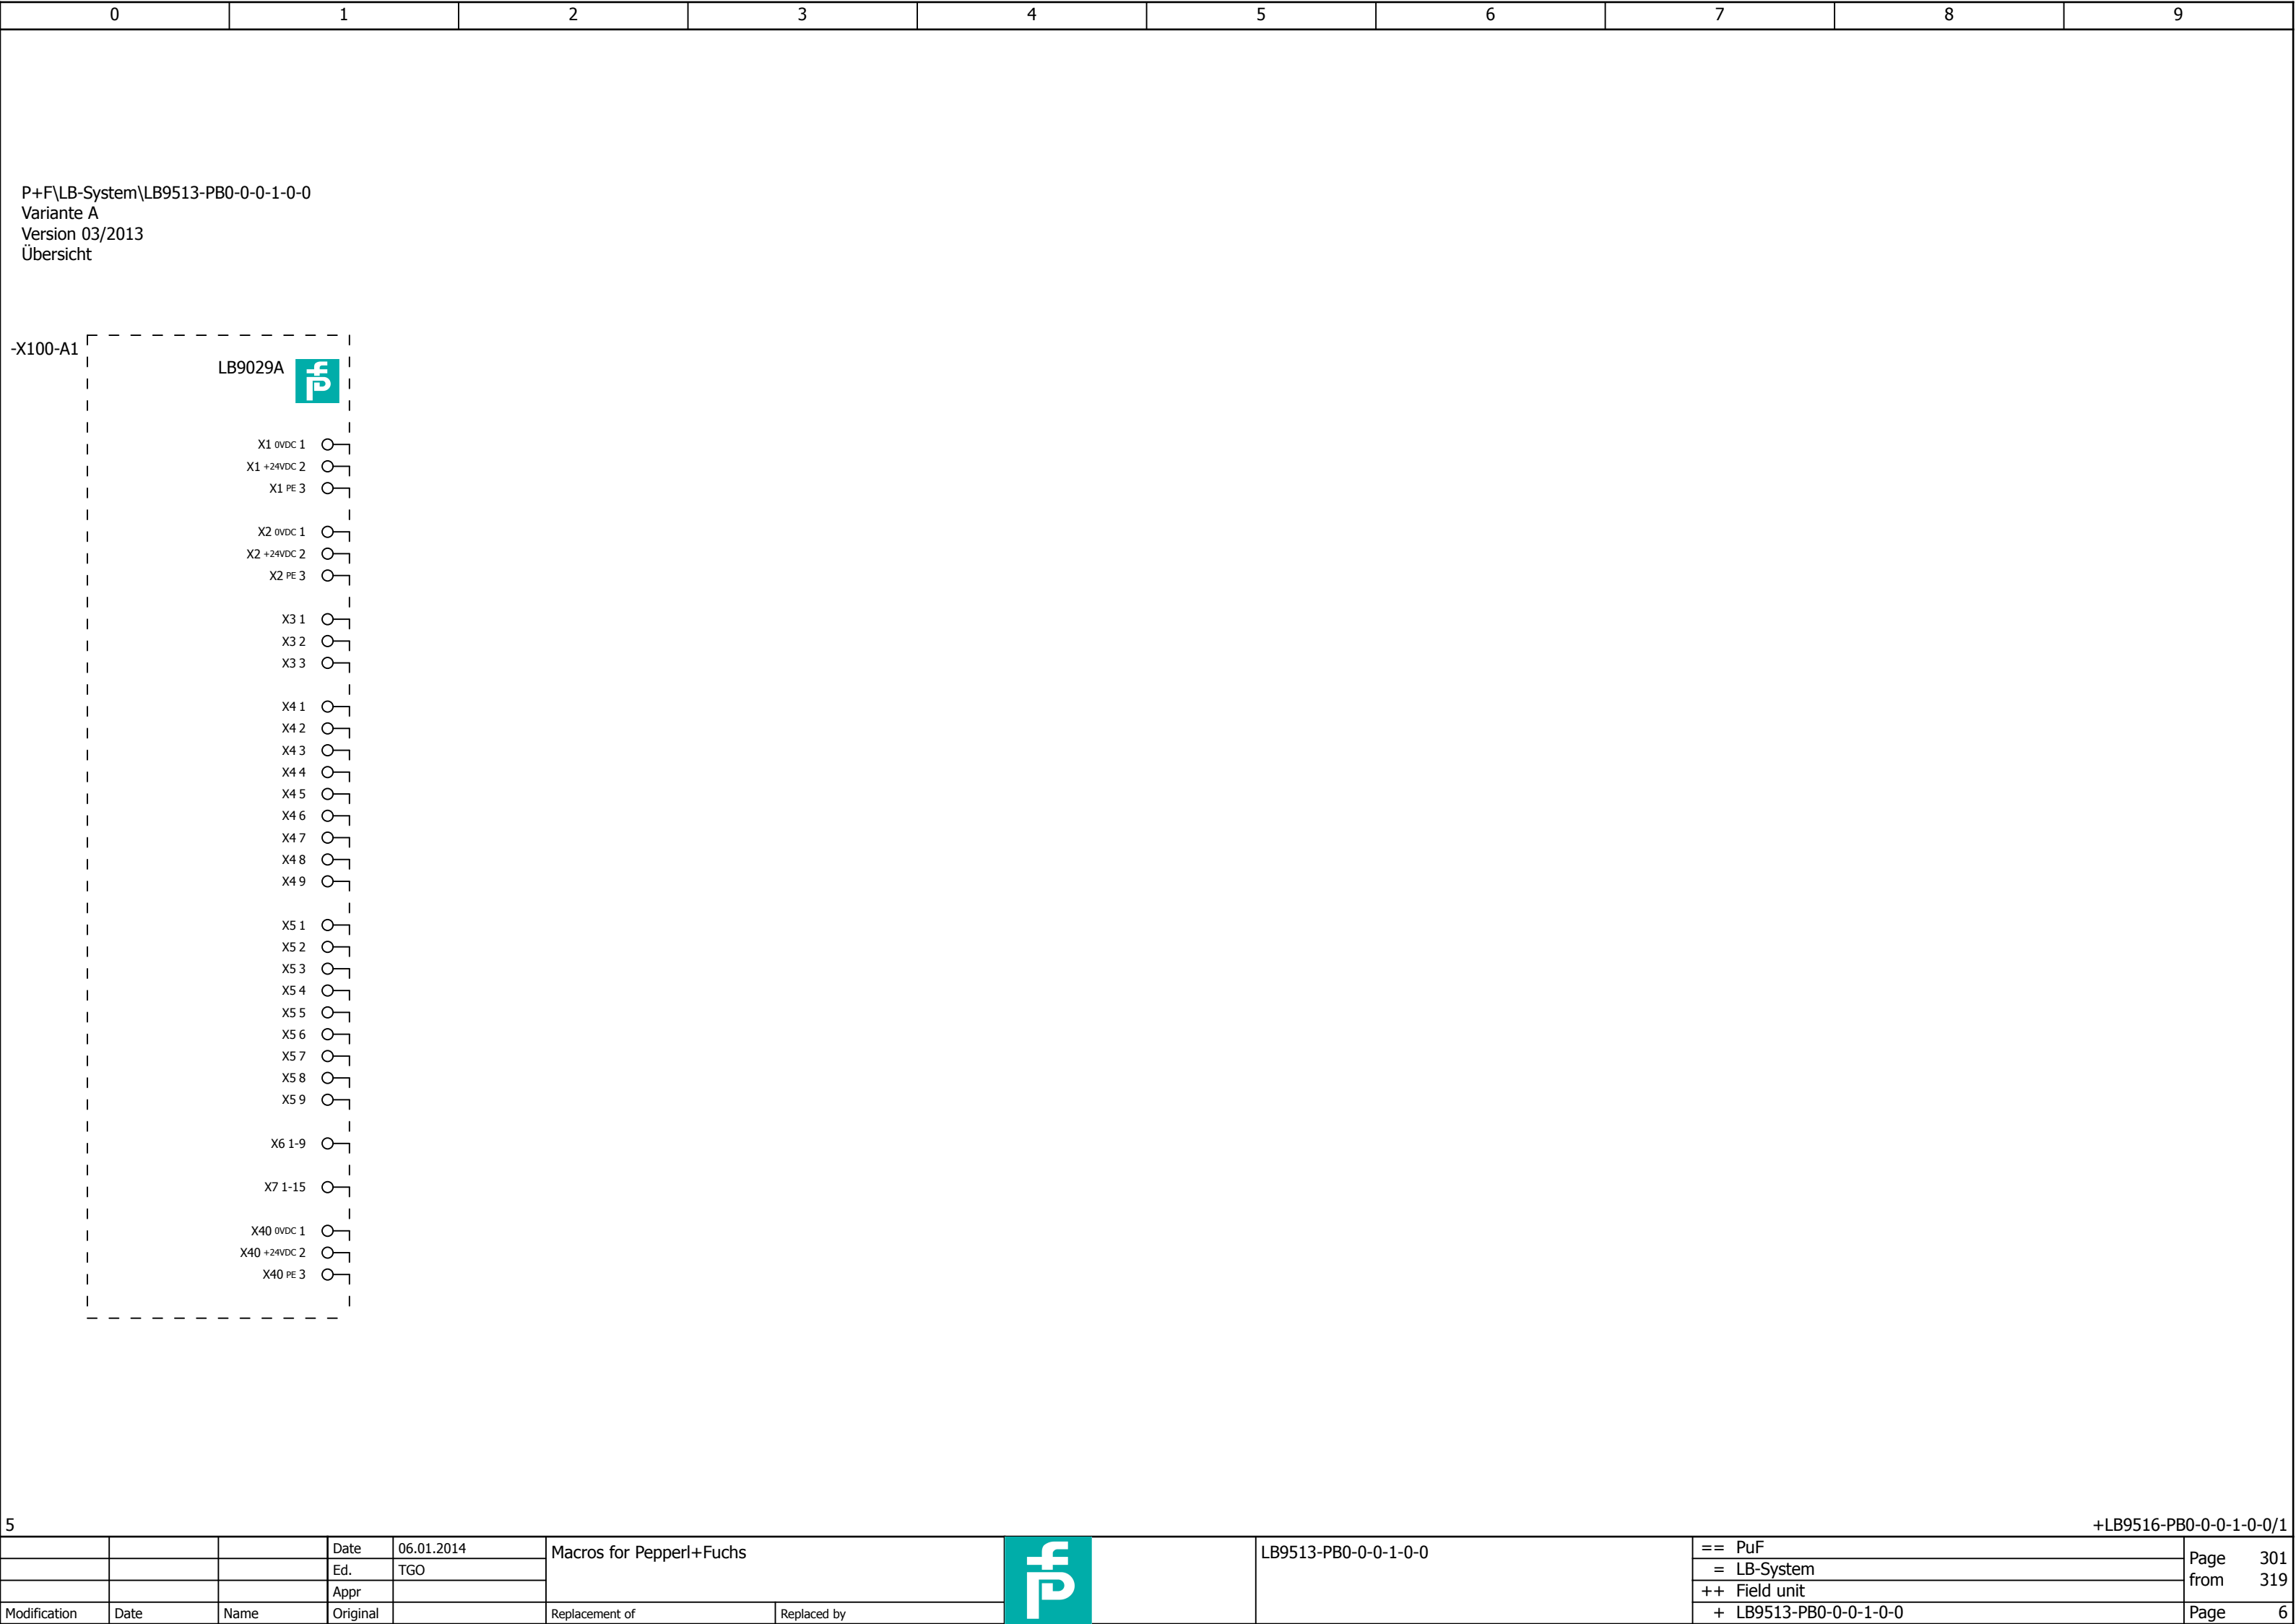 0 1 2 3 4 5 6 7 8 9
P+F\LB-System\LB9513-PB0-0-0-1-0-0
Variante A
Version 03/2013
Übersicht
-X100-A1
LB9029A
X1 0VDC 1
X1 +24VDC 2
X1 PE 3
X2 0VDC 1
X2 +24VDC 2
X2 PE 3
X3 1
X3 2
X3 3
X4 1
X4 2
X4 3
X4 4
X4 5
X4 6
X4 7
X4 8
X4 9
X5 1
X5 2
X5 3
X5 4
X5 5
X5 6
X5 7
X5 8
X5 9
X6 1-9
X7 1-15
X40 0VDC 1
X40 +24VDC 2
X40 PE 3
5 +LB9516-PB0-0-0-1-0-0/1
Date 06.01.2014 Macros for Pepperl+Fuchs LB9513-PB0-0-0-1-0-0 == PuF Page 301
Ed. TGO = LB-System from 319
Appr ++ Field unit
Modification Date Name Original Replacement of Replaced by + LB9513-PB0-0-0-1-0-0 Page 6